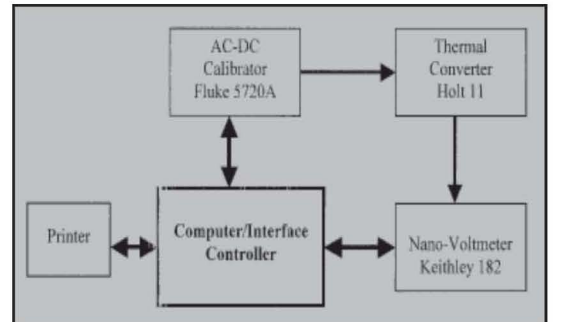 AC-DC
Calibrator
Fluke 5720A
Thermal
Converter
Holt 11
Printer
Computer/Interface
Controller
Nano-Voltmeter
Keithley 182